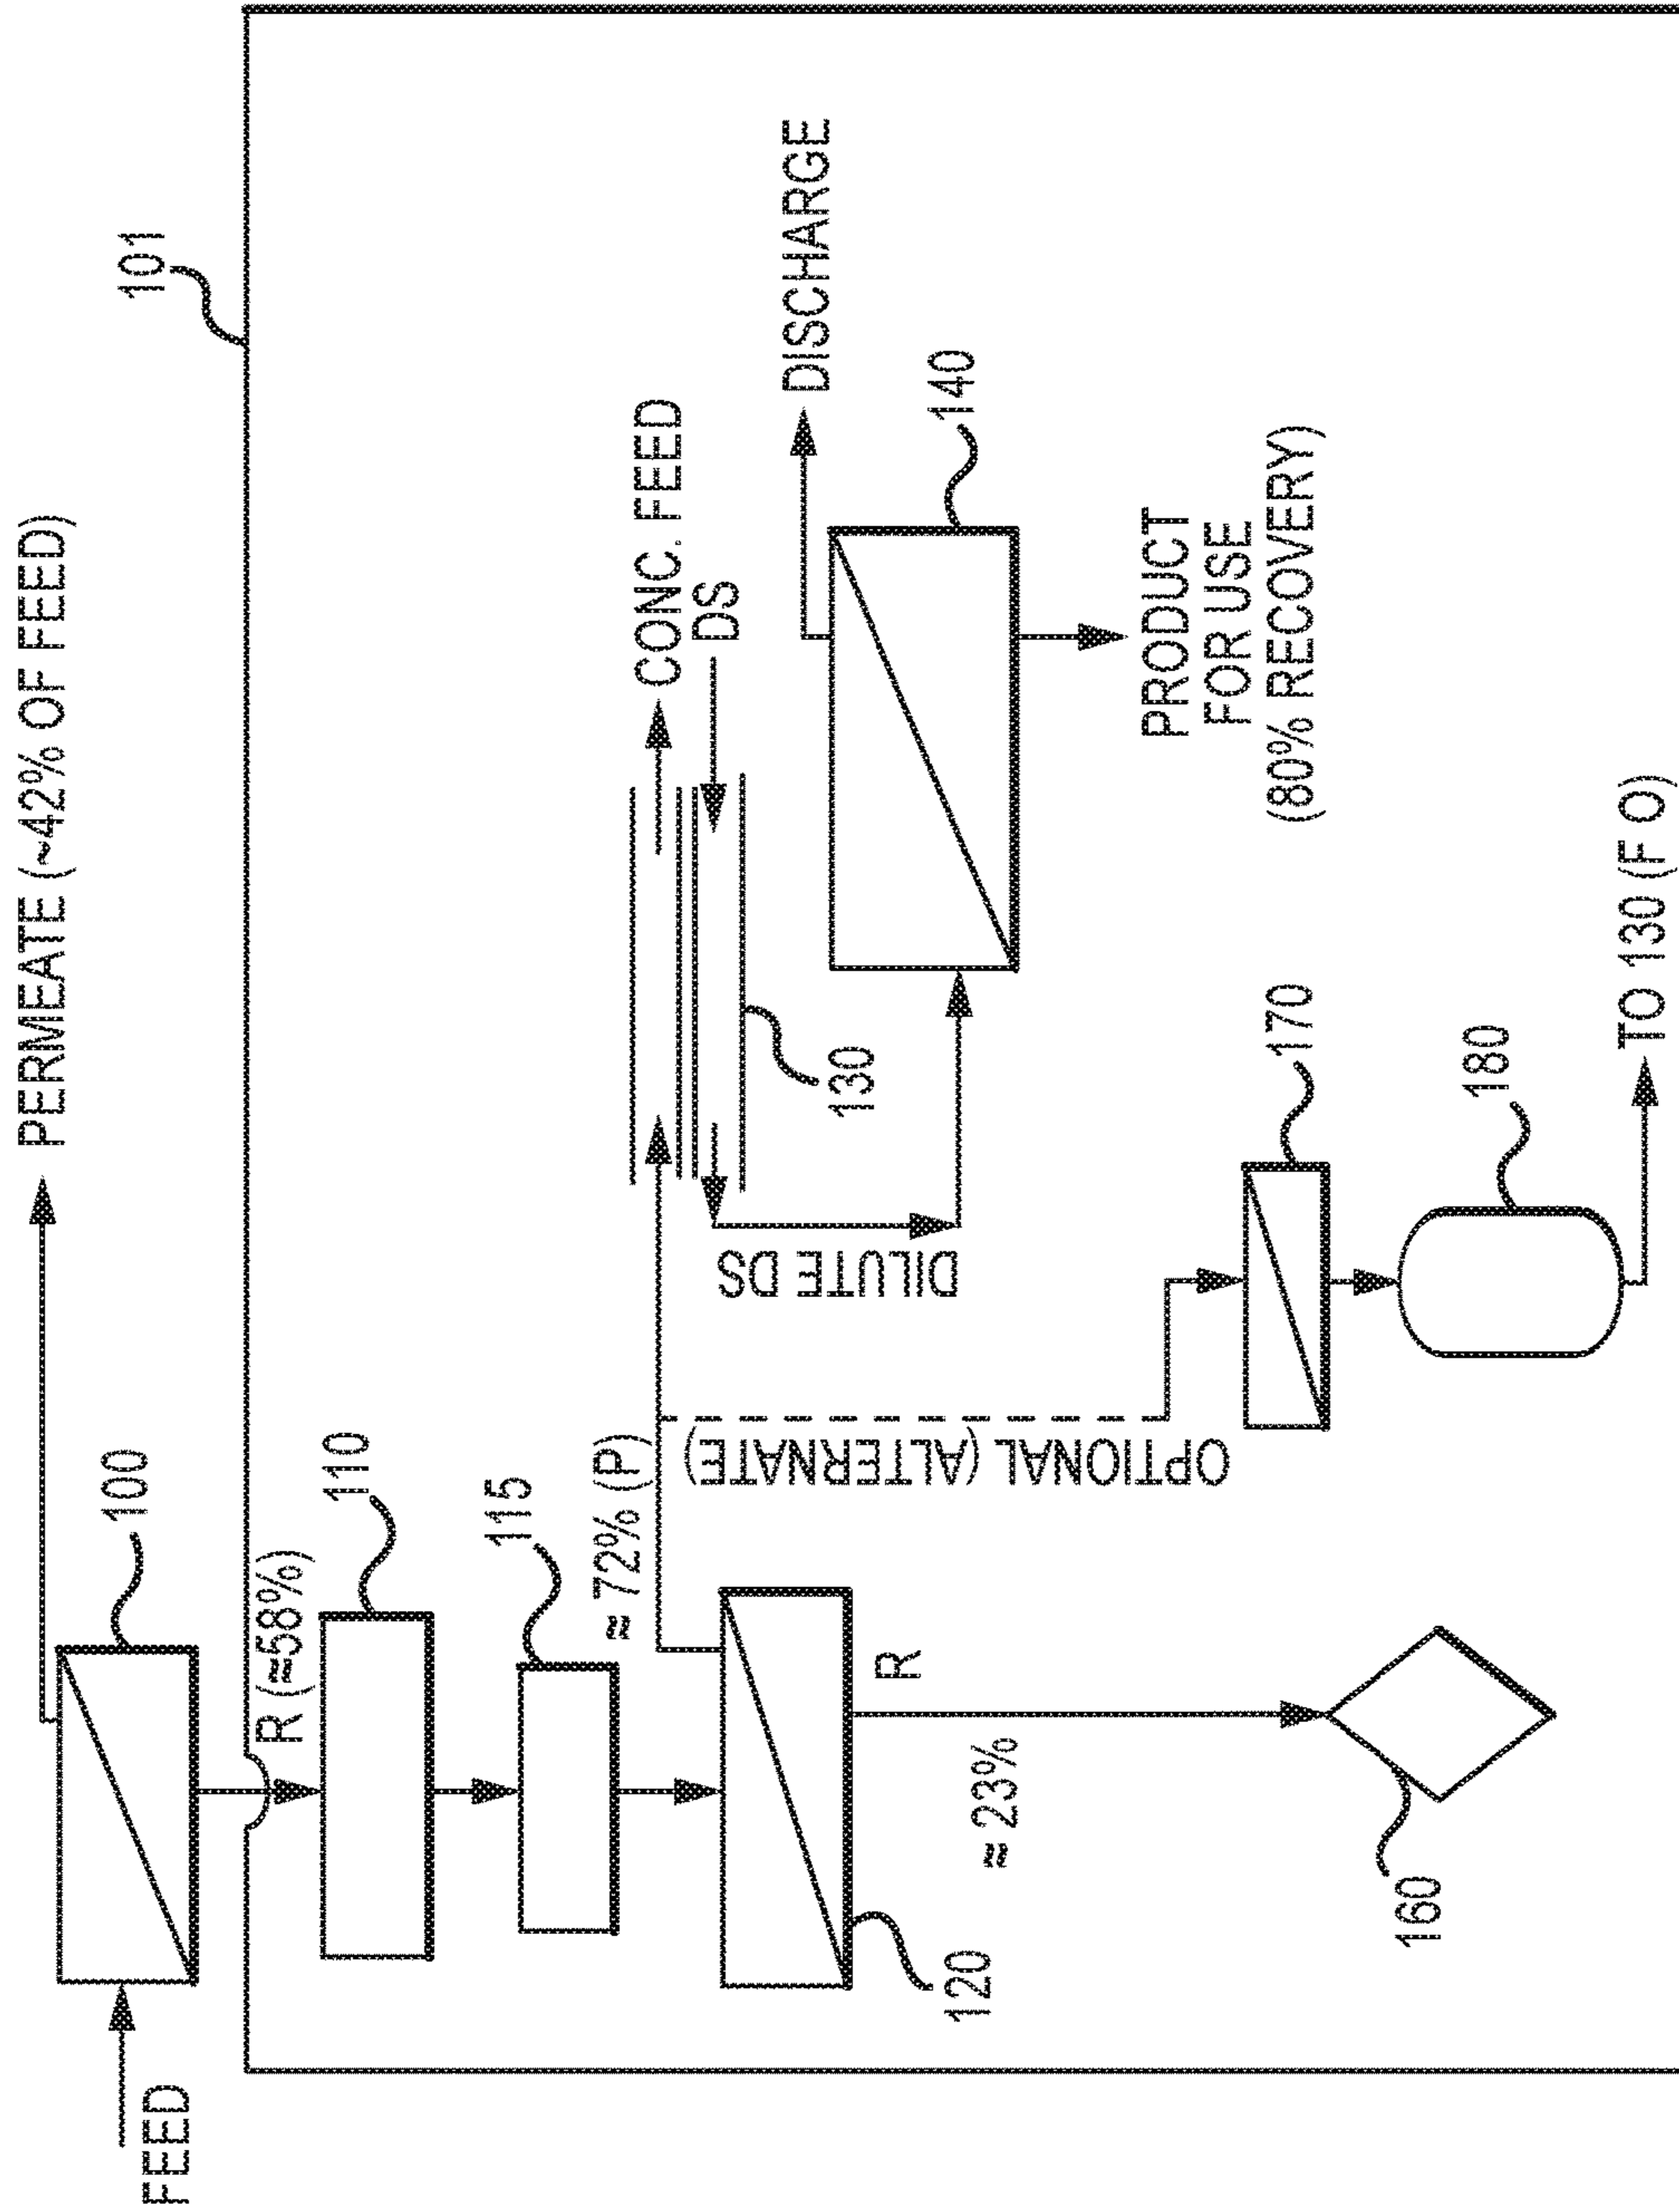 FEED
PERMEATE (~42% OF FEED)
100
101
R (≈58%)
110
115
≈ 72% (P)
120
R
≈ 23%
160
OPTIONAL (ALTERNATE)
CONC. FEED
DS
130
DILUTE DS
DISCHARGE
140
PRODUCT
FOR USE
(80% RECOVERY)
170
180
TO 130 (F O)